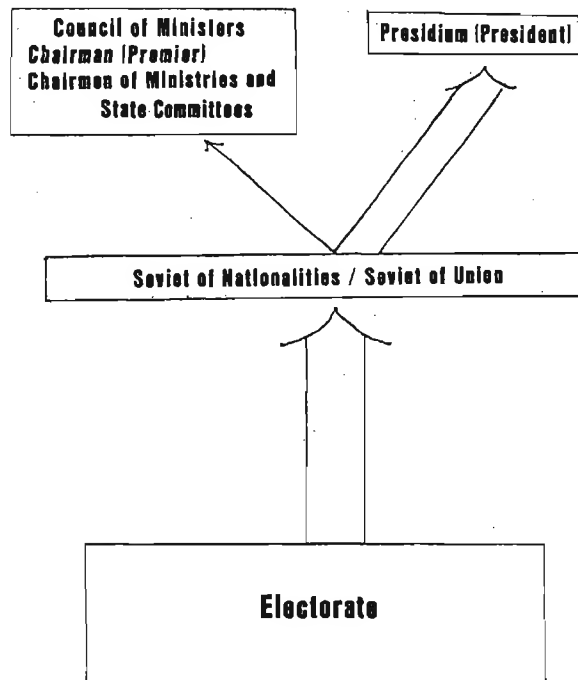 Council of Ministers
Chairman (Premier)
Chairmen of Ministries and
State Committees
Presidium (President)
Soviet of Nationalities / Soviet of Union
Electorate